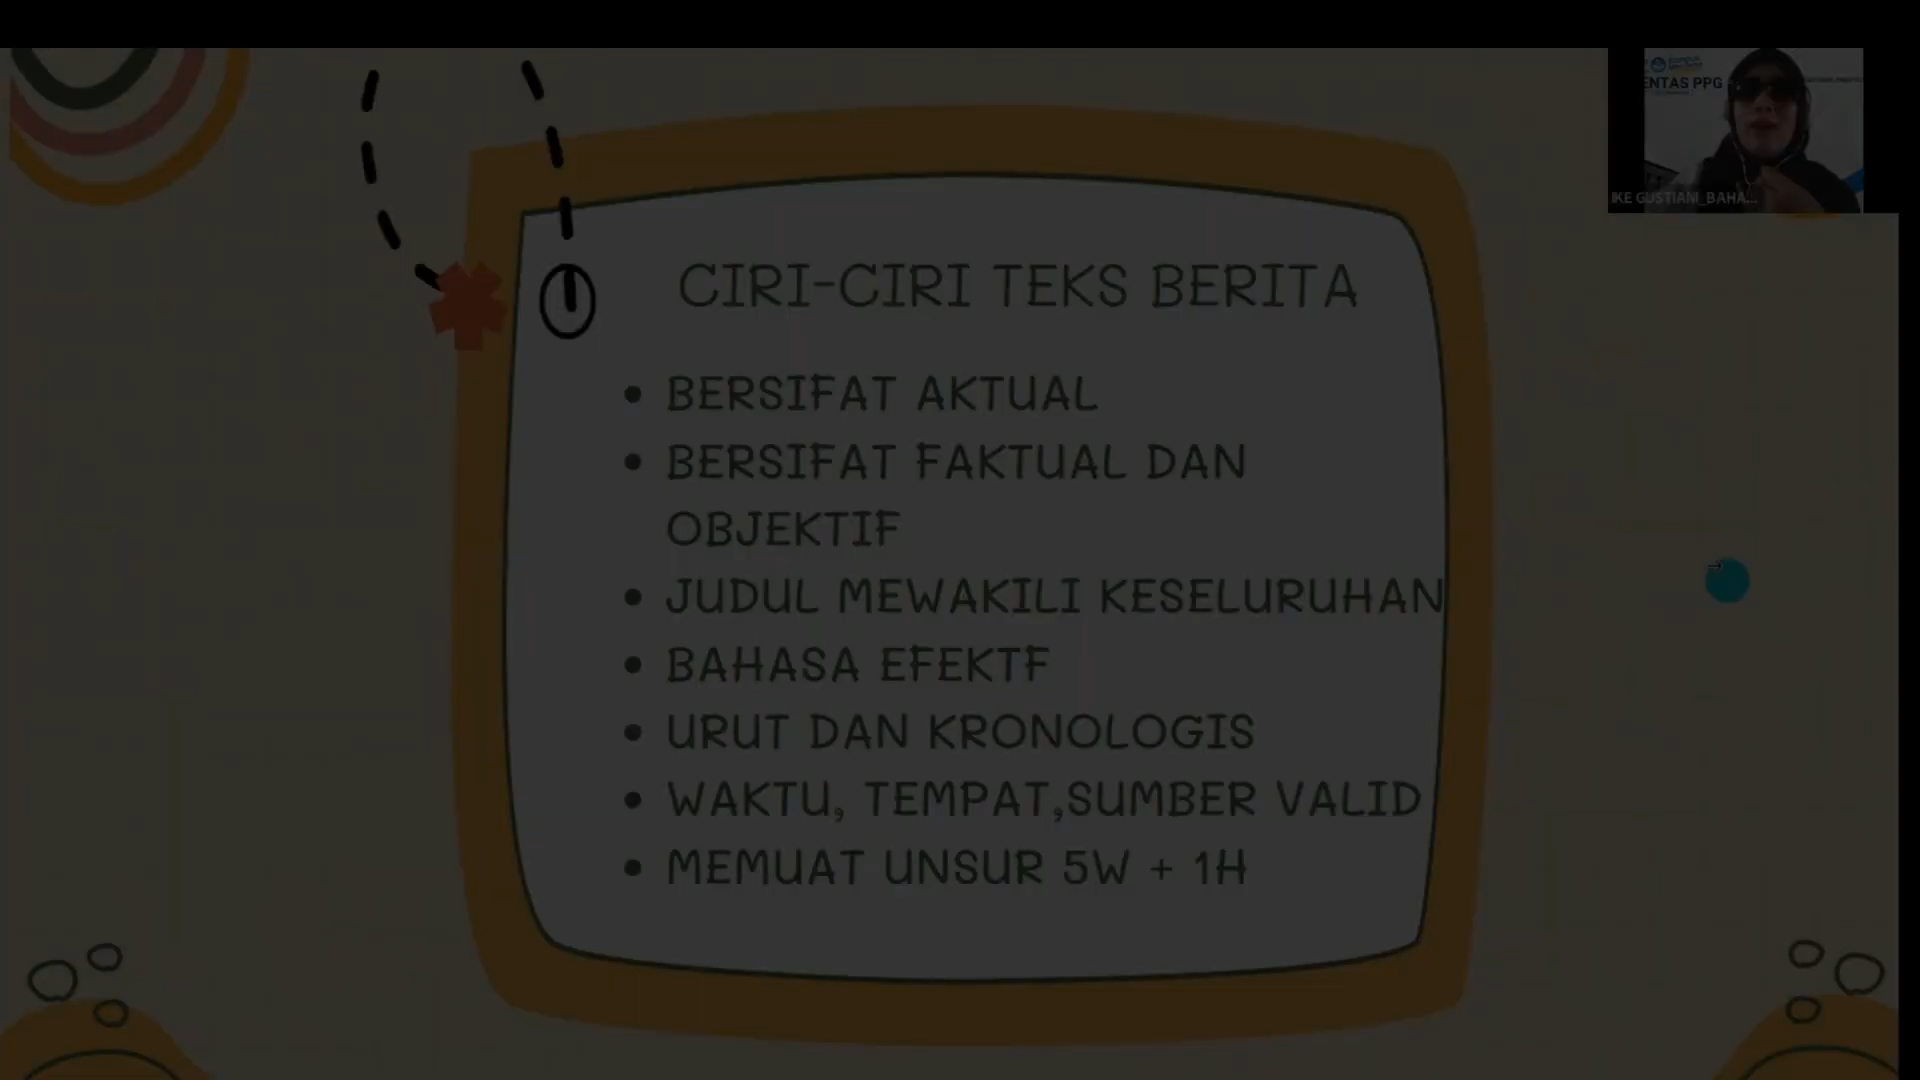 ENTAS PPG
IKE GUSTIANI_BAHA...
CIRI-CIRI TEKS BERITA
• BERSIFAT AKTUAL
• BERSIFAT FAKTUAL DAN
OBJEKTIF
• JUDUL MEWAKILI KESELURUHAN
• BAHASA EFEKTF
• URUT DAN KRONOLOGIS
• WAKTU, TEMPAT,SUMBER VALID
• MEMUAT UNSUR 5W + 1H